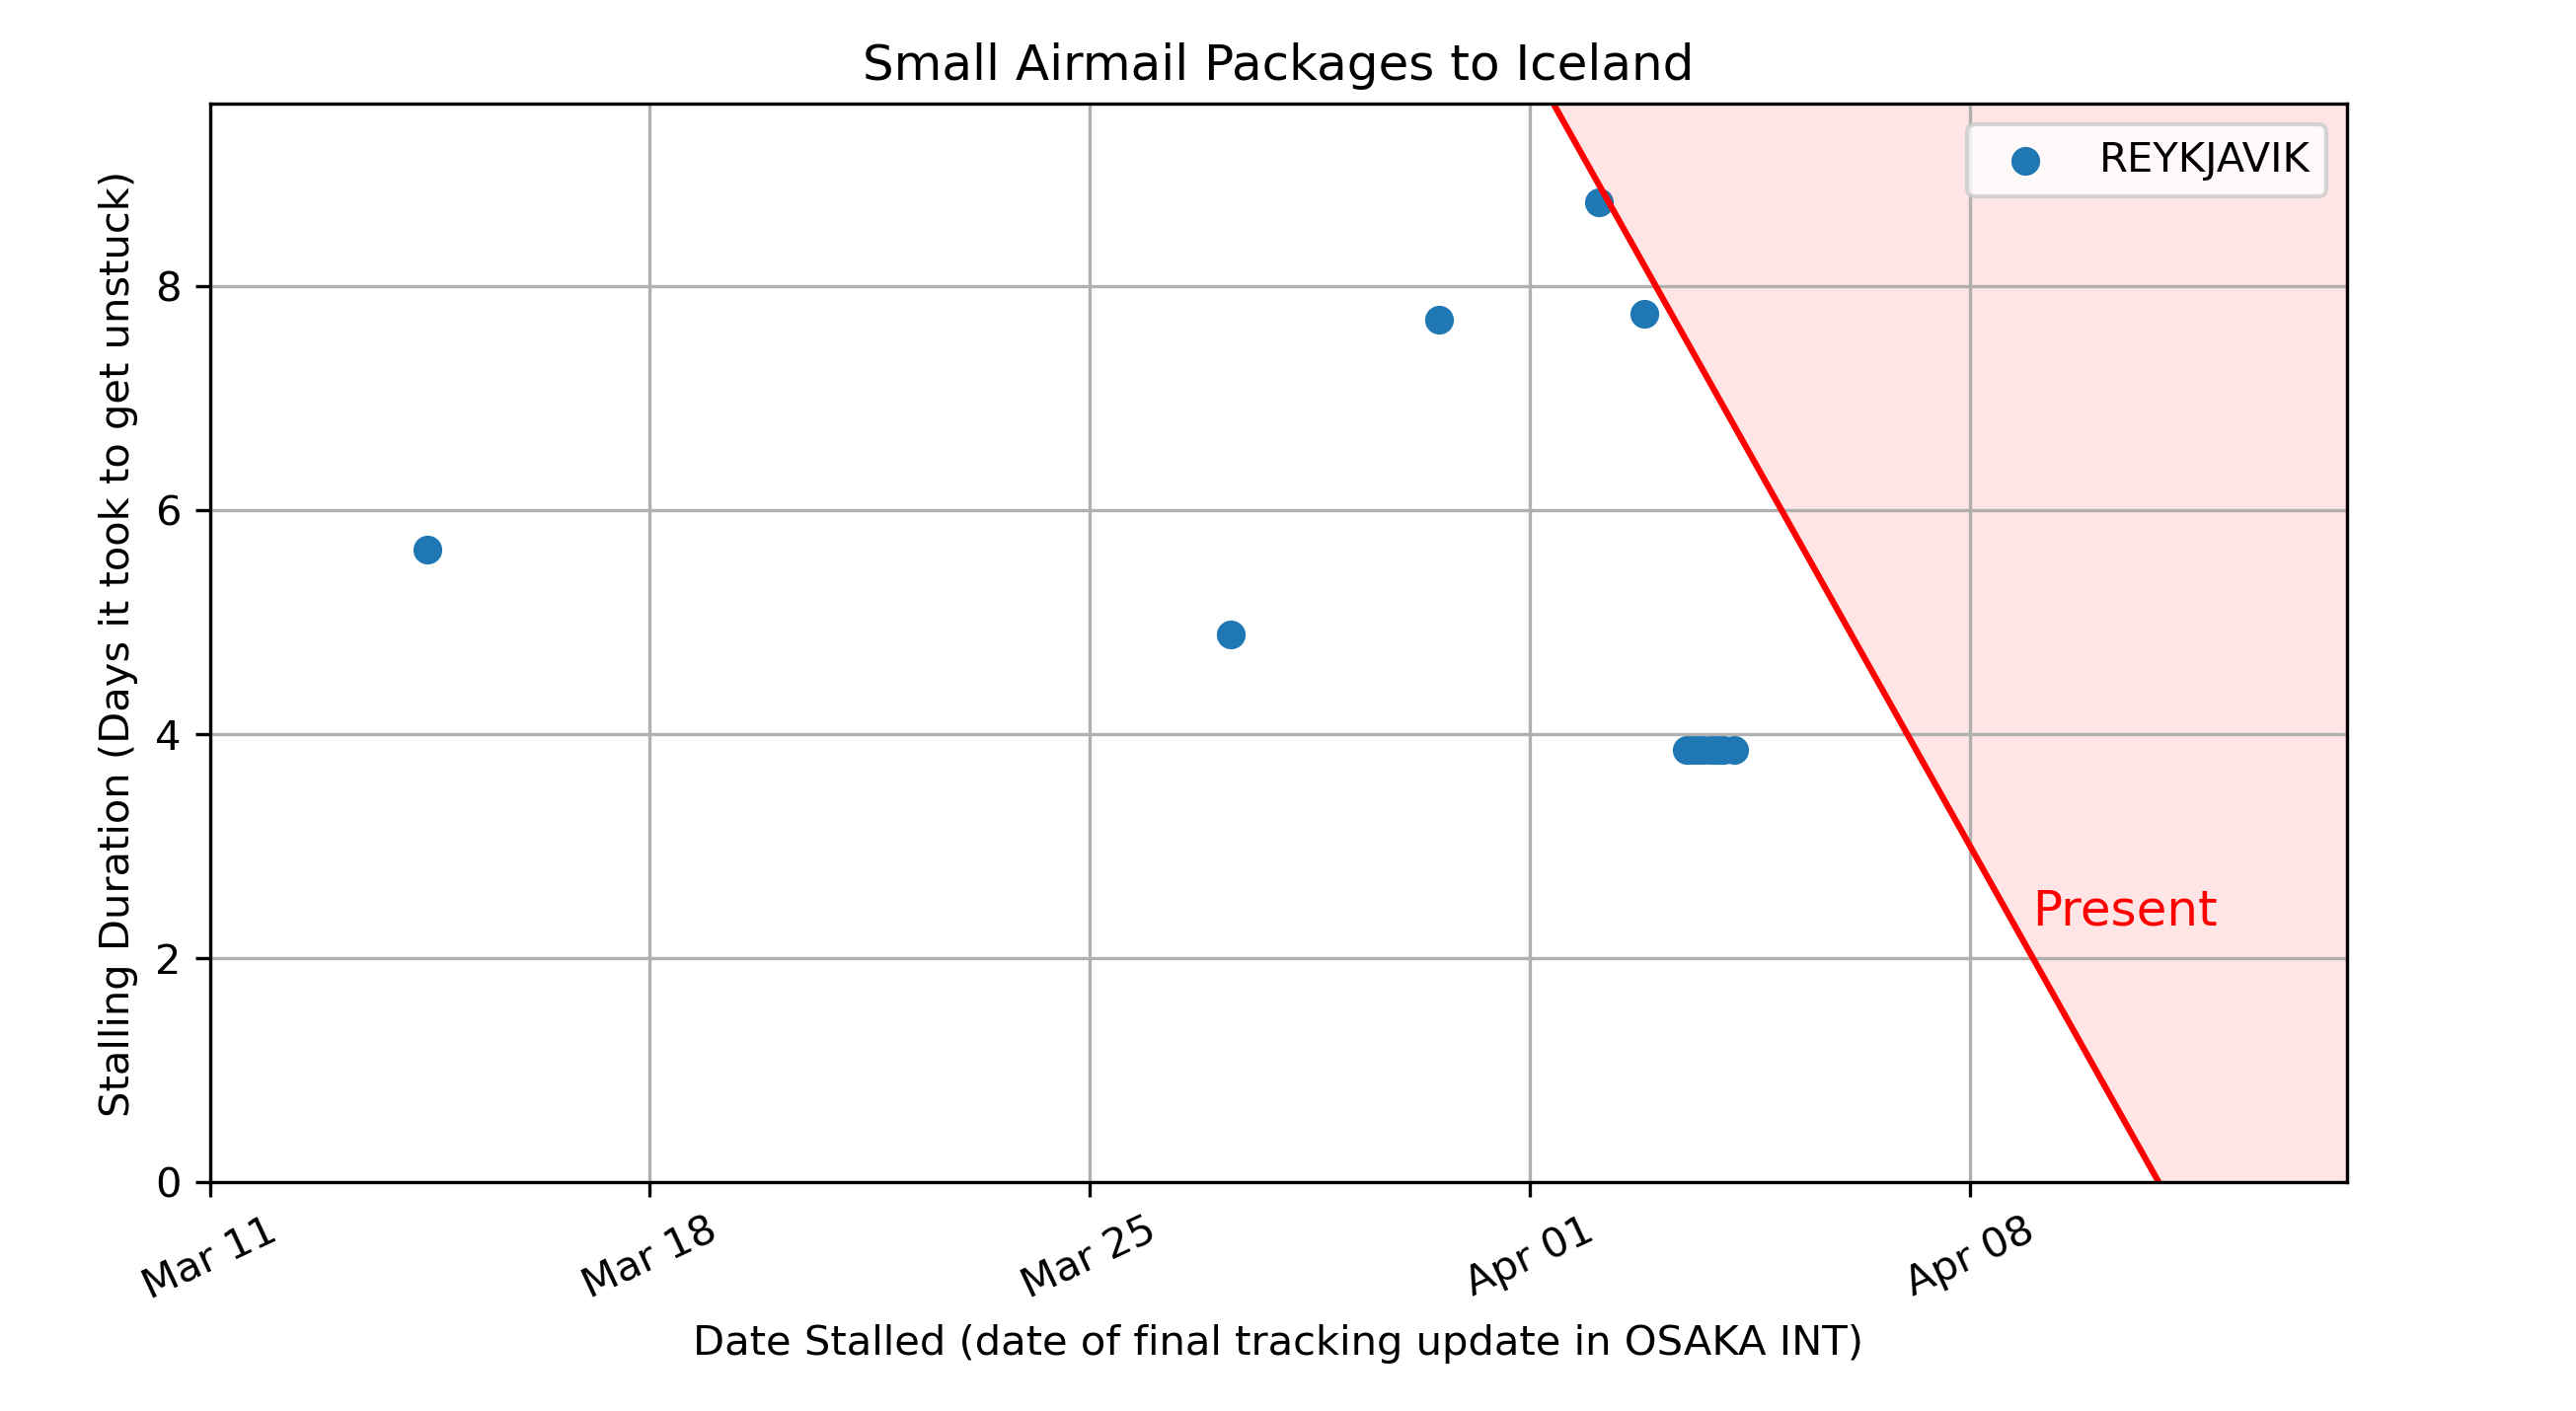 Small Airmail Packages to Iceland
REYKJAVIK
Stalling Duration (Days it took to get unstuck)
8
6
4
2
0
Present
Mar 11
Mar 18
Mar 25
Apr 01
Apr 08
Date Stalled (date of final tracking update in OSAKA INT)